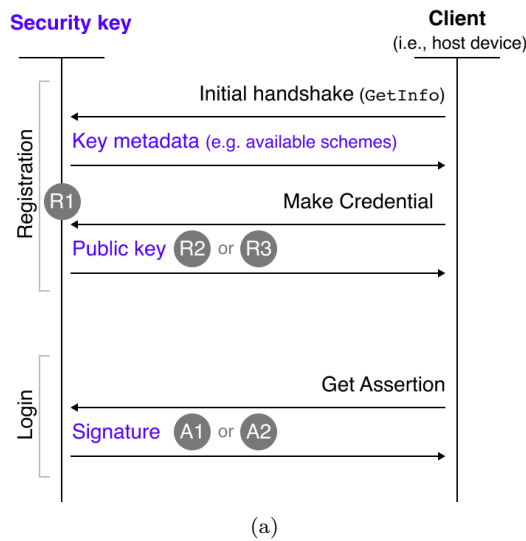 Security key
Client
(i.e., host device)
Registration
Initial handshake (GetInfo)
Key metadata (e.g. available schemes)
R1
Make Credential
Public key R2 or R3
Login
Get Assertion
Signature A1 or A2
(a)